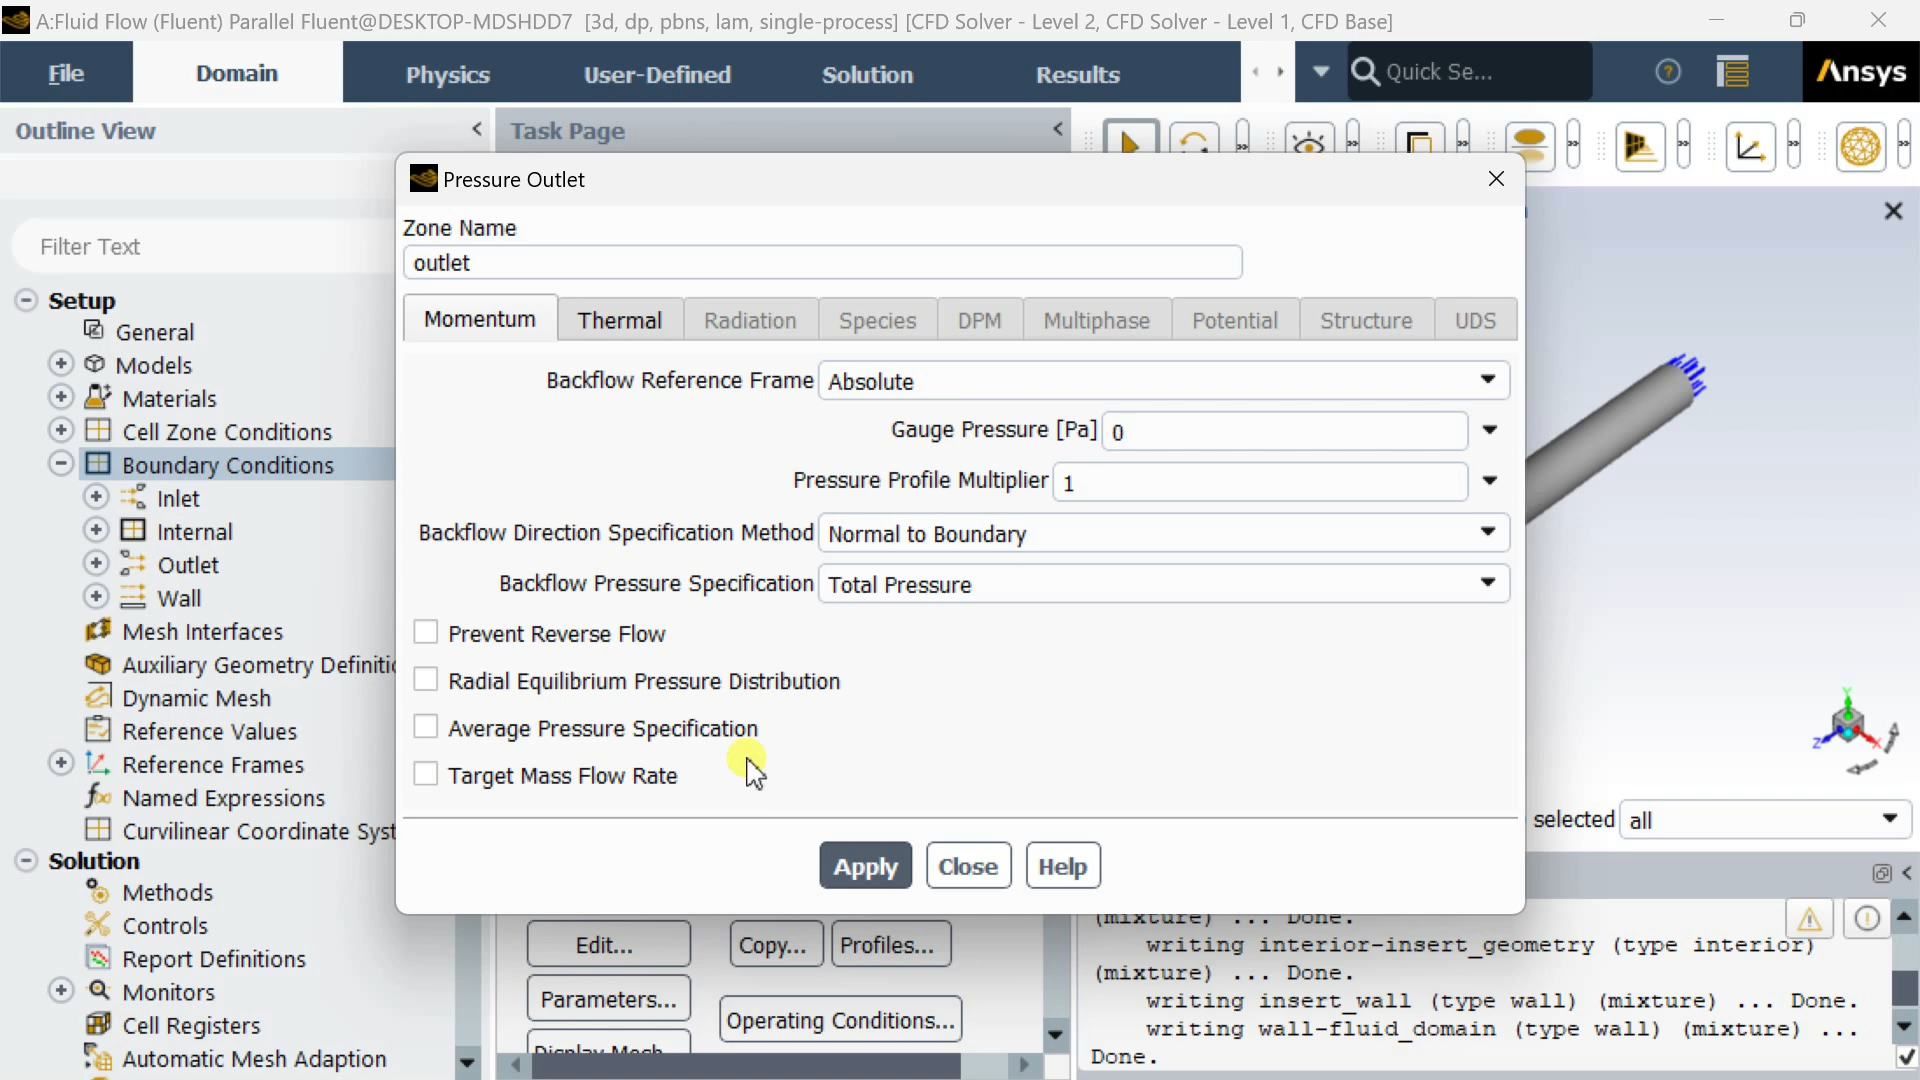 A:Fluid Flow (Fluent) Parallel Fluent@DESKTOP-MDSHDD7 [3d, dp, pbns, lam, single-process] [CFD Solver - Level 2, CFD Solver - Level 1, CFD Base]
File
Domain
Physics
User-Defined
Solution
Results
Quick Se...
Ansys
Outline View
Task Page
Filter Text
Setup
General
Models
Materials
Cell Zone Conditions
Boundary Conditions
Inlet
Internal
Outlet
Wall
Mesh Interfaces
Auxiliary Geometry Definitio
Dynamic Mesh
Reference Values
Reference Frames
Named Expressions
Curvilinear Coordinate Syst
Solution
Methods
Controls
Report Definitions
Monitors
Cell Registers
Automatic Mesh Adaption
Pressure Outlet
Zone Name
outlet
Momentum
Thermal
Radiation
Species
DPM
Multiphase
Potential
Structure
UDS
Backflow Reference Frame Absolute
Gauge Pressure [Pa] 0
Pressure Profile Multiplier 1
Backflow Direction Specification Method Normal to Boundary
Backflow Pressure Specification Total Pressure
Prevent Reverse Flow
Radial Equilibrium Pressure Distribution
Average Pressure Specification
Target Mass Flow Rate
Apply
Close
Help
Edit...
Copy...
Profiles...
Parameters...
Operating Conditions...
Display Mesh
Y
Z
X
selected all
(mixture) ... Done.
writing interior-insert_geometry (type interior)
(mixture) ... Done.
writing insert_wall (type wall) (mixture) ... Done.
writing wall-fluid_domain (type wall) (mixture) ...
Done.